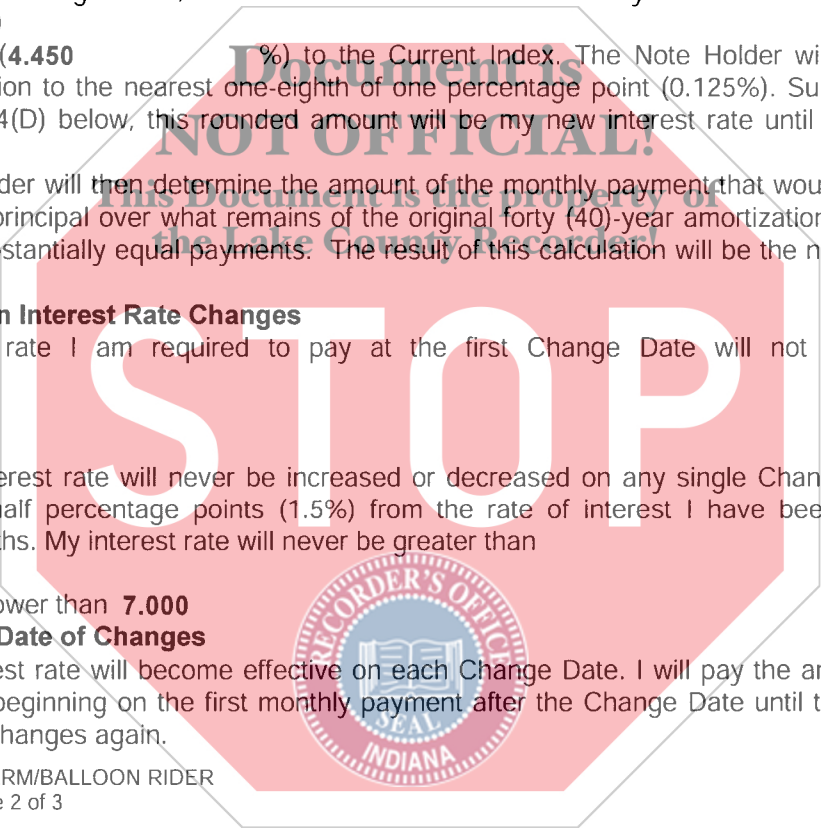 (4.450 %) to the Current Index. The Note Holder wi
ion to the nearest one-eighth of one percentage point (0.125%). Su
4(D) below, this rounded amount will be my new interest rate until
der will then determine the amount of the monthly payment that wou
principal over what remains of the original forty (40)-year amortization
stantially equal payments. The result of this calculation will be the n
n Interest Rate Changes
rate I am required to pay at the first Change Date will not
erest rate will never be increased or decreased on any single Chan
half percentage points (1.5%) from the rate of interest I have bee
ths. My interest rate will never be greater than
ower than 7.000
Date of Changes
est rate will become effective on each Change Date. I will pay the a
beginning on the first monthly payment after the Change Date until t
hanges again.
RM/BALLOON RIDER
e 2 of 3
Document is
NOT OFFICIAL!
This Document is the property of
the Lake County Recorder!
STOP
RECORDER'S OFFICE
SEAL
INDIANA